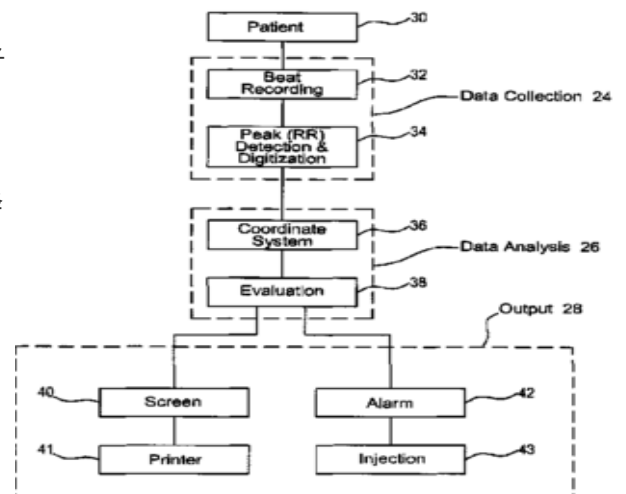 Patient 30
Beat
Recording 32
Data Collection 24
Peak (RR)
Detection &
Digitization 34
Coordinate
System 36
Data Analysis 26
Evaluation 38
Output 28
40 Screen
Alarm 42
41 Printer
Injection 43